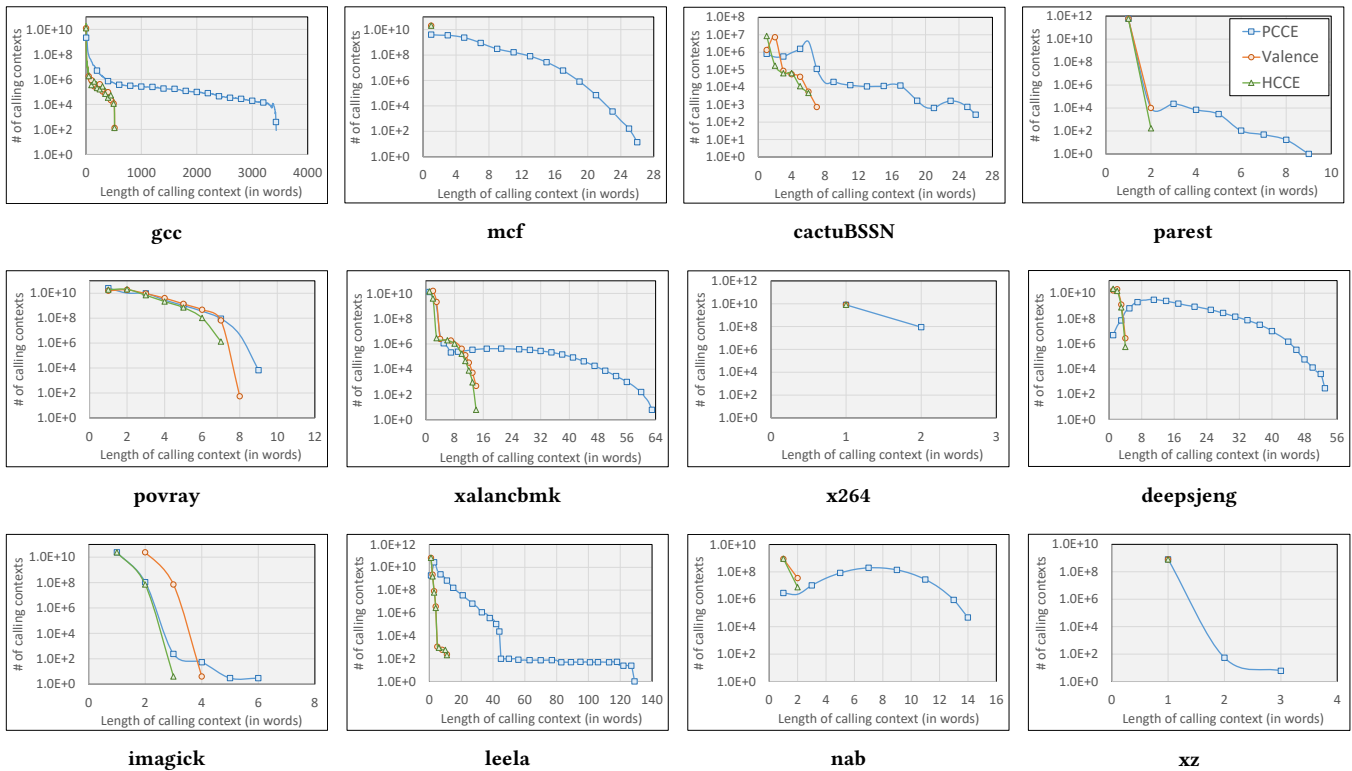 1.0E+10
1.0E+8
1.0E+6
1.0E+4
1.0E+2
1.0E+0
# of calling contexts
0 1000 2000 3000 4000
Length of calling context (in words)
gcc
1.0E+10
1.0E+8
1.0E+6
1.0E+4
1.0E+2
1.0E+0
# of calling contexts
0 4 8 12 16 20 24 28
Length of calling context (in words)
mcf
1.0E+8
1.0E+7
1.0E+6
1.0E+5
1.0E+4
1.0E+3
1.0E+2
1.0E+1
1.0E+0
# of calling contexts
0 4 8 12 16 20 24 28
Length of calling context (in words)
cactuBSSN
1.0E+12
1.0E+10
1.0E+8
1.0E+6
1.0E+4
1.0E+2
1.0E+0
# of calling contexts
0 2 4 6 8 10
Length of calling context (in words)
PCCE
Valence
HCCE
parest
1.0E+10
1.0E+8
1.0E+6
1.0E+4
1.0E+2
1.0E+0
# of calling contexts
0 2 4 6 8 10 12
Length of calling context (in words)
povray
1.0E+10
1.0E+8
1.0E+6
1.0E+4
1.0E+2
1.0E+0
# of calling contexts
0 8 16 24 32 40 48 56 64
Length of calling context (in words)
xalancbmk
1.0E+12
1.0E+10
1.0E+8
1.0E+6
1.0E+4
1.0E+2
1.0E+0
# of calling contexts
0 1 2 3
Length of calling context (in words)
x264
1.0E+10
1.0E+8
1.0E+6
1.0E+4
1.0E+2
1.0E+0
# of calling contexts
0 8 16 24 32 40 48 56
Length of calling context (in words)
deepsjeng
1.0E+10
1.0E+8
1.0E+6
1.0E+4
1.0E+2
1.0E+0
# of calling contexts
0 2 4 6 8
Length of calling context (in words)
imagick
1.0E+12
1.0E+10
1.0E+8
1.0E+6
1.0E+4
1.0E+2
1.0E+0
# of calling contexts
0 20 40 60 80 100 120 140
Length of calling context (in words)
leela
1.0E+10
1.0E+8
1.0E+6
1.0E+4
1.0E+2
1.0E+0
# of calling contexts
0 2 4 6 8 10 12 14 16
Length of calling context (in words)
nab
1.0E+10
1.0E+8
1.0E+6
1.0E+4
1.0E+2
1.0E+0
# of calling contexts
0 1 2 3 4
Length of calling context (in words)
xz